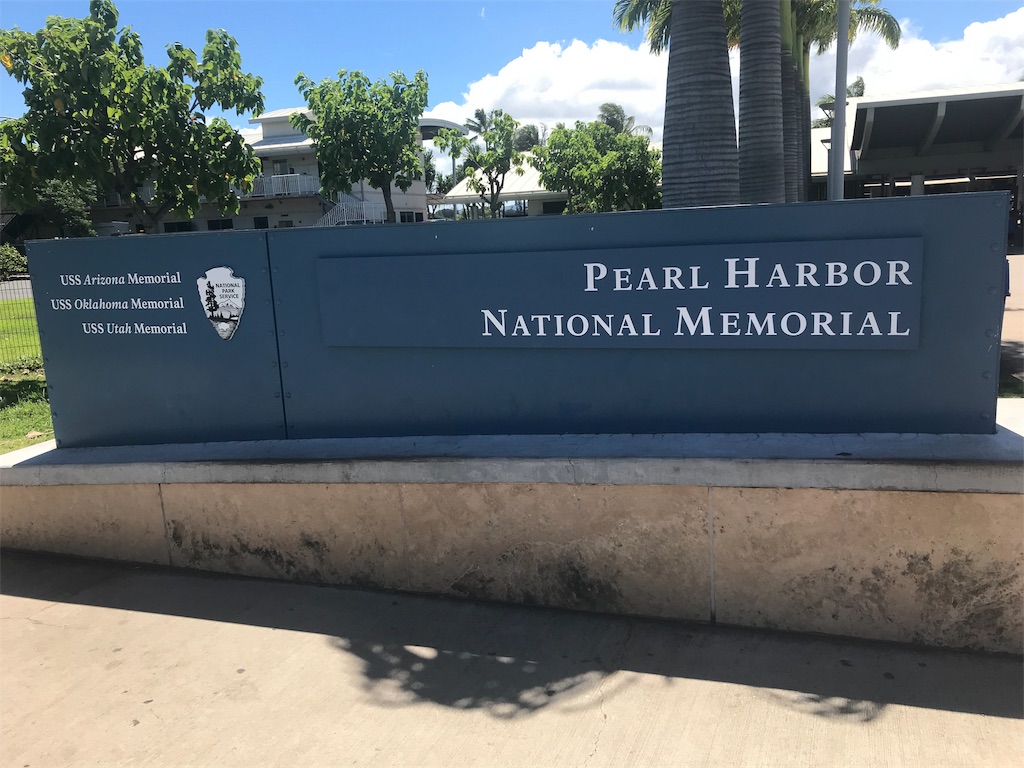 USS Arizona Memorial
USS Oklahoma Memorial
USS Utah Memorial
NATIONAL
PARK
SERVICE
PEARL HARBOR
NATIONAL MEMORIAL